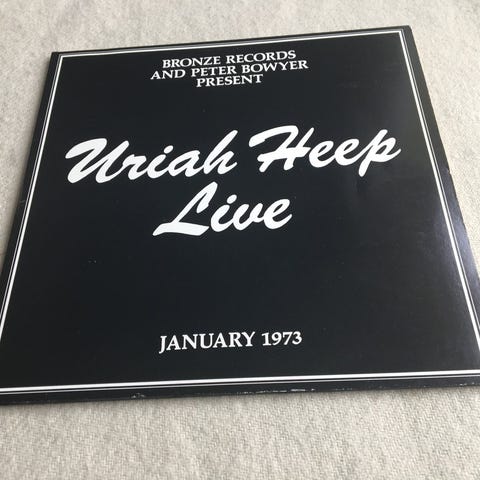 BRONZE RECORDS
AND PETER BOWYER
PRESENT
Uriah Heep
Live
JANUARY 1973